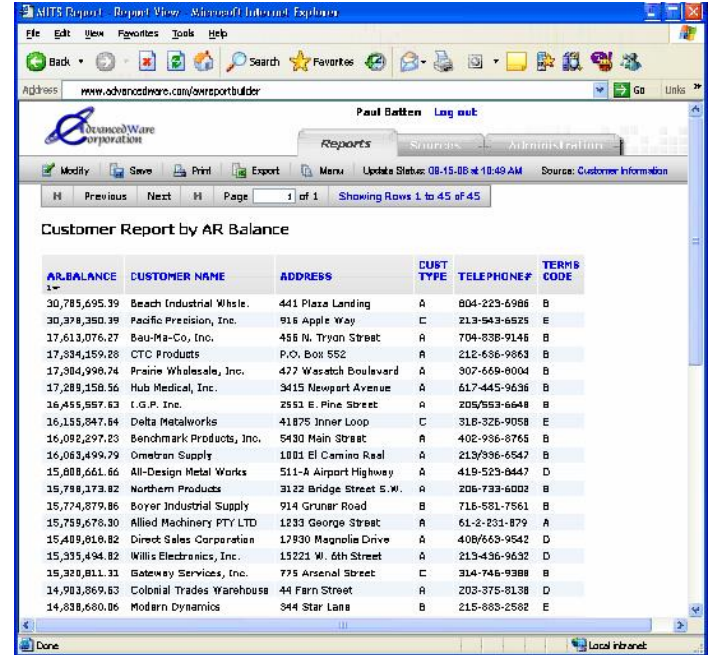 MITS Report - Report View - Microsoft Internet Explorer
File Edit View Favorites Tools Help
Back Search Favorites
Address www.advancedware.com/awreportbuilder Go Links »
Paul Batten Log out
AdvancedWare Corporation
Reports Sources Administration
Modify Save Print Export Menu Update Status: 09-15-06 at 10:49 AM Source: Customer Information
Previous Next Page 1 of 1 Showing Rows 1 to 45 of 45
Customer Report by AR Balance
AR.BALANCE CUSTOMER NAME ADDRESS CUST TYPE TELEPHONE# TERMS CODE
30,785,695.39 Beach Industrial Whsle. 441 Plaza Landing A 804-223-6986 B
30,378,350.39 Pacific Precision, Inc. 916 Apple Way C 213-543-6525 E
17,613,076.27 Bau-Ma-Co, Inc. 456 N. Tryon Street A 704-838-9146 B
17,334,159.28 CTC Products P.O. Box 552 A 212-636-9863 B
17,304,998.74 Prairie Wholesale, Inc. 477 Wasatch Boulevard A 307-669-8004 B
17,289,158.56 Hub Medical, Inc. 3415 Newport Avenue A 617-445-9636 B
16,455,557.63 I.G.P. Inc. 2551 E. Pine Street A 205/553-6648 B
16,155,847.64 Delta Metalworks 41875 Inner Loop C 318-326-9058 E
16,092,297.23 Benchmark Products, Inc. 5430 Main Street A 402-936-8765 B
16,063,499.79 Ometron Supply 1001 El Camino Real A 213/936-6547 B
15,808,661.66 All-Design Metal Works 511-A Airport Highway A 419-523-8447 D
15,798,173.82 Northern Products 3122 Bridge Street S.W. A 206-733-6002 B
15,774,879.86 Boyer Industrial Supply 914 Gruner Road B 716-581-7561 B
15,759,678.30 Allied Machinery PTY LTD 1233 George Street A 61-2-231-879 A
15,409,818.82 Direct Sales Corporation 17930 Magnolia Drive A 408/663-9542 D
15,335,494.82 Willis Electronics, Inc. 15221 W. 6th Street A 213-436-9632 D
15,320,811.31 Gateway Services, Inc. 775 Arsenal Street C 314-746-9388 B
14,903,869.63 Colonial Trades Warehouse 44 Farn Street A 203-375-8138 D
14,838,680.06 Modern Dynamics 344 Star Lane B 215-883-2582 E
Done Local intranet